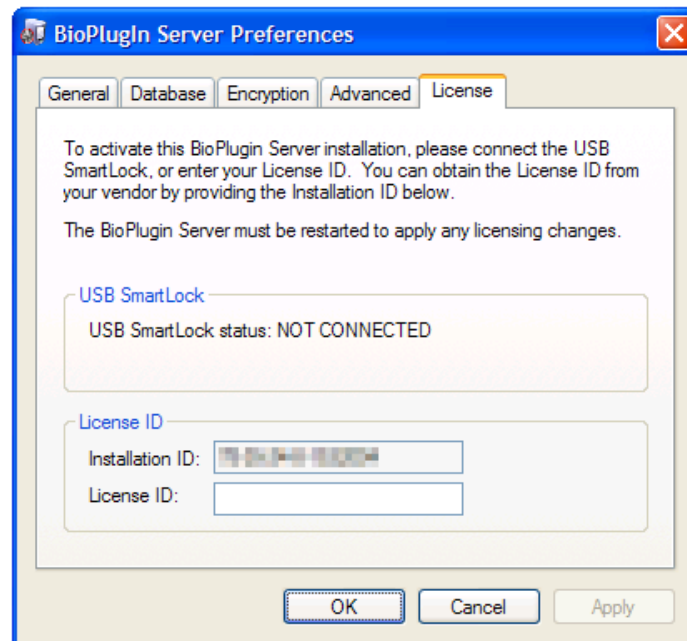 BioPlugIn Server Preferences
General Database Encryption Advanced License
To activate this BioPlugin Server installation, please connect the USB
SmartLock, or enter your License ID. You can obtain the License ID from
your vendor by providing the Installation ID below.
The BioPlugin Server must be restarted to apply any licensing changes.
USB SmartLock
USB SmartLock status: NOT CONNECTED
License ID
Installation ID:
License ID:
OK Cancel Apply